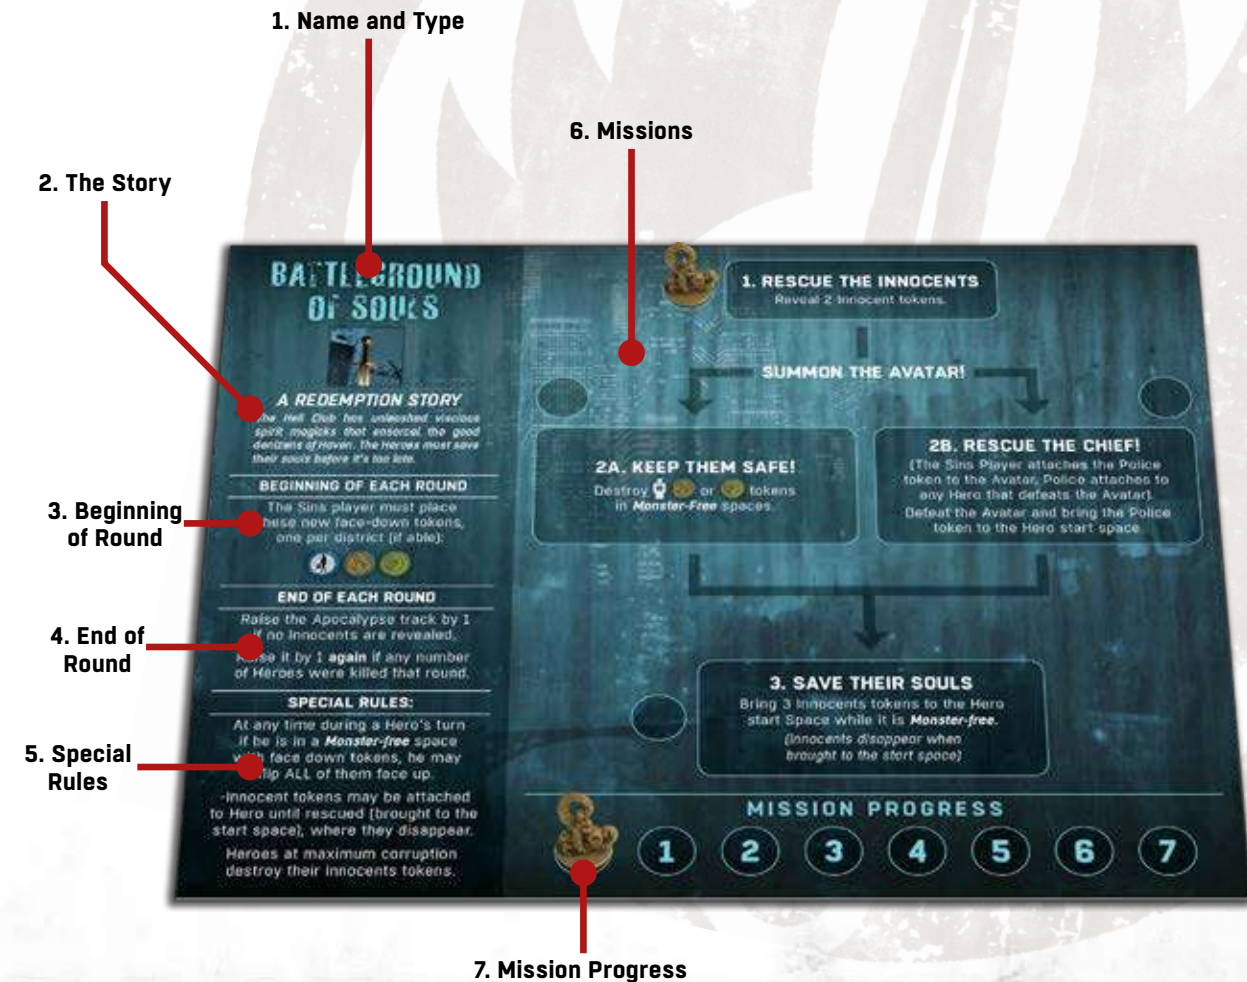 1. Name and Type
6. Missions
2. The Story
3. Beginning
of Round
4. End of
Round
5. Special
Rules
7. Mission Progress
BATTLEGROUND
OF SOULS
A REDEMPTION STORY
The Hell Club has unleashed viscious
spirit magicks that ensorcel the good
denizens of Haven. The Heroes must save
their souls before it's too late.
BEGINNING OF EACH ROUND
The Sins player must place
these new face-down tokens,
one per district (if able):
END OF EACH ROUND
Raise the Apocalypse track by 1
if no Innocents are revealed.
Raise it by 1 again if any number
of Heroes were killed that round.
SPECIAL RULES:
At any time during a Hero's turn
if he is in a Monster-free space
with face down tokens, he may
flip ALL of them face up.
-Innocent tokens may be attached
to Hero until rescued (brought to the
start space), where they disappear.
Heroes at maximum corruption
destroy their innocents tokens.
1. RESCUE THE INNOCENTS
Reveal 2 Innocent tokens.
SUMMON THE AVATAR!
2A. KEEP THEM SAFE!
Destroy or tokens
in Monster-Free spaces.
2B. RESCUE THE CHIEF!
(The Sins Player attaches the Police
token to the Avatar, Police attaches to
any Hero that defeats the Avatar).
Defeat the Avatar and bring the Police
token to the Hero start space
3. SAVE THEIR SOULS
Bring 3 Innocents tokens to the Hero
start Space while it is Monster-free.
(Innocents disappear when
brought to the start space)
MISSION PROGRESS
1 2 3 4 5 6 7